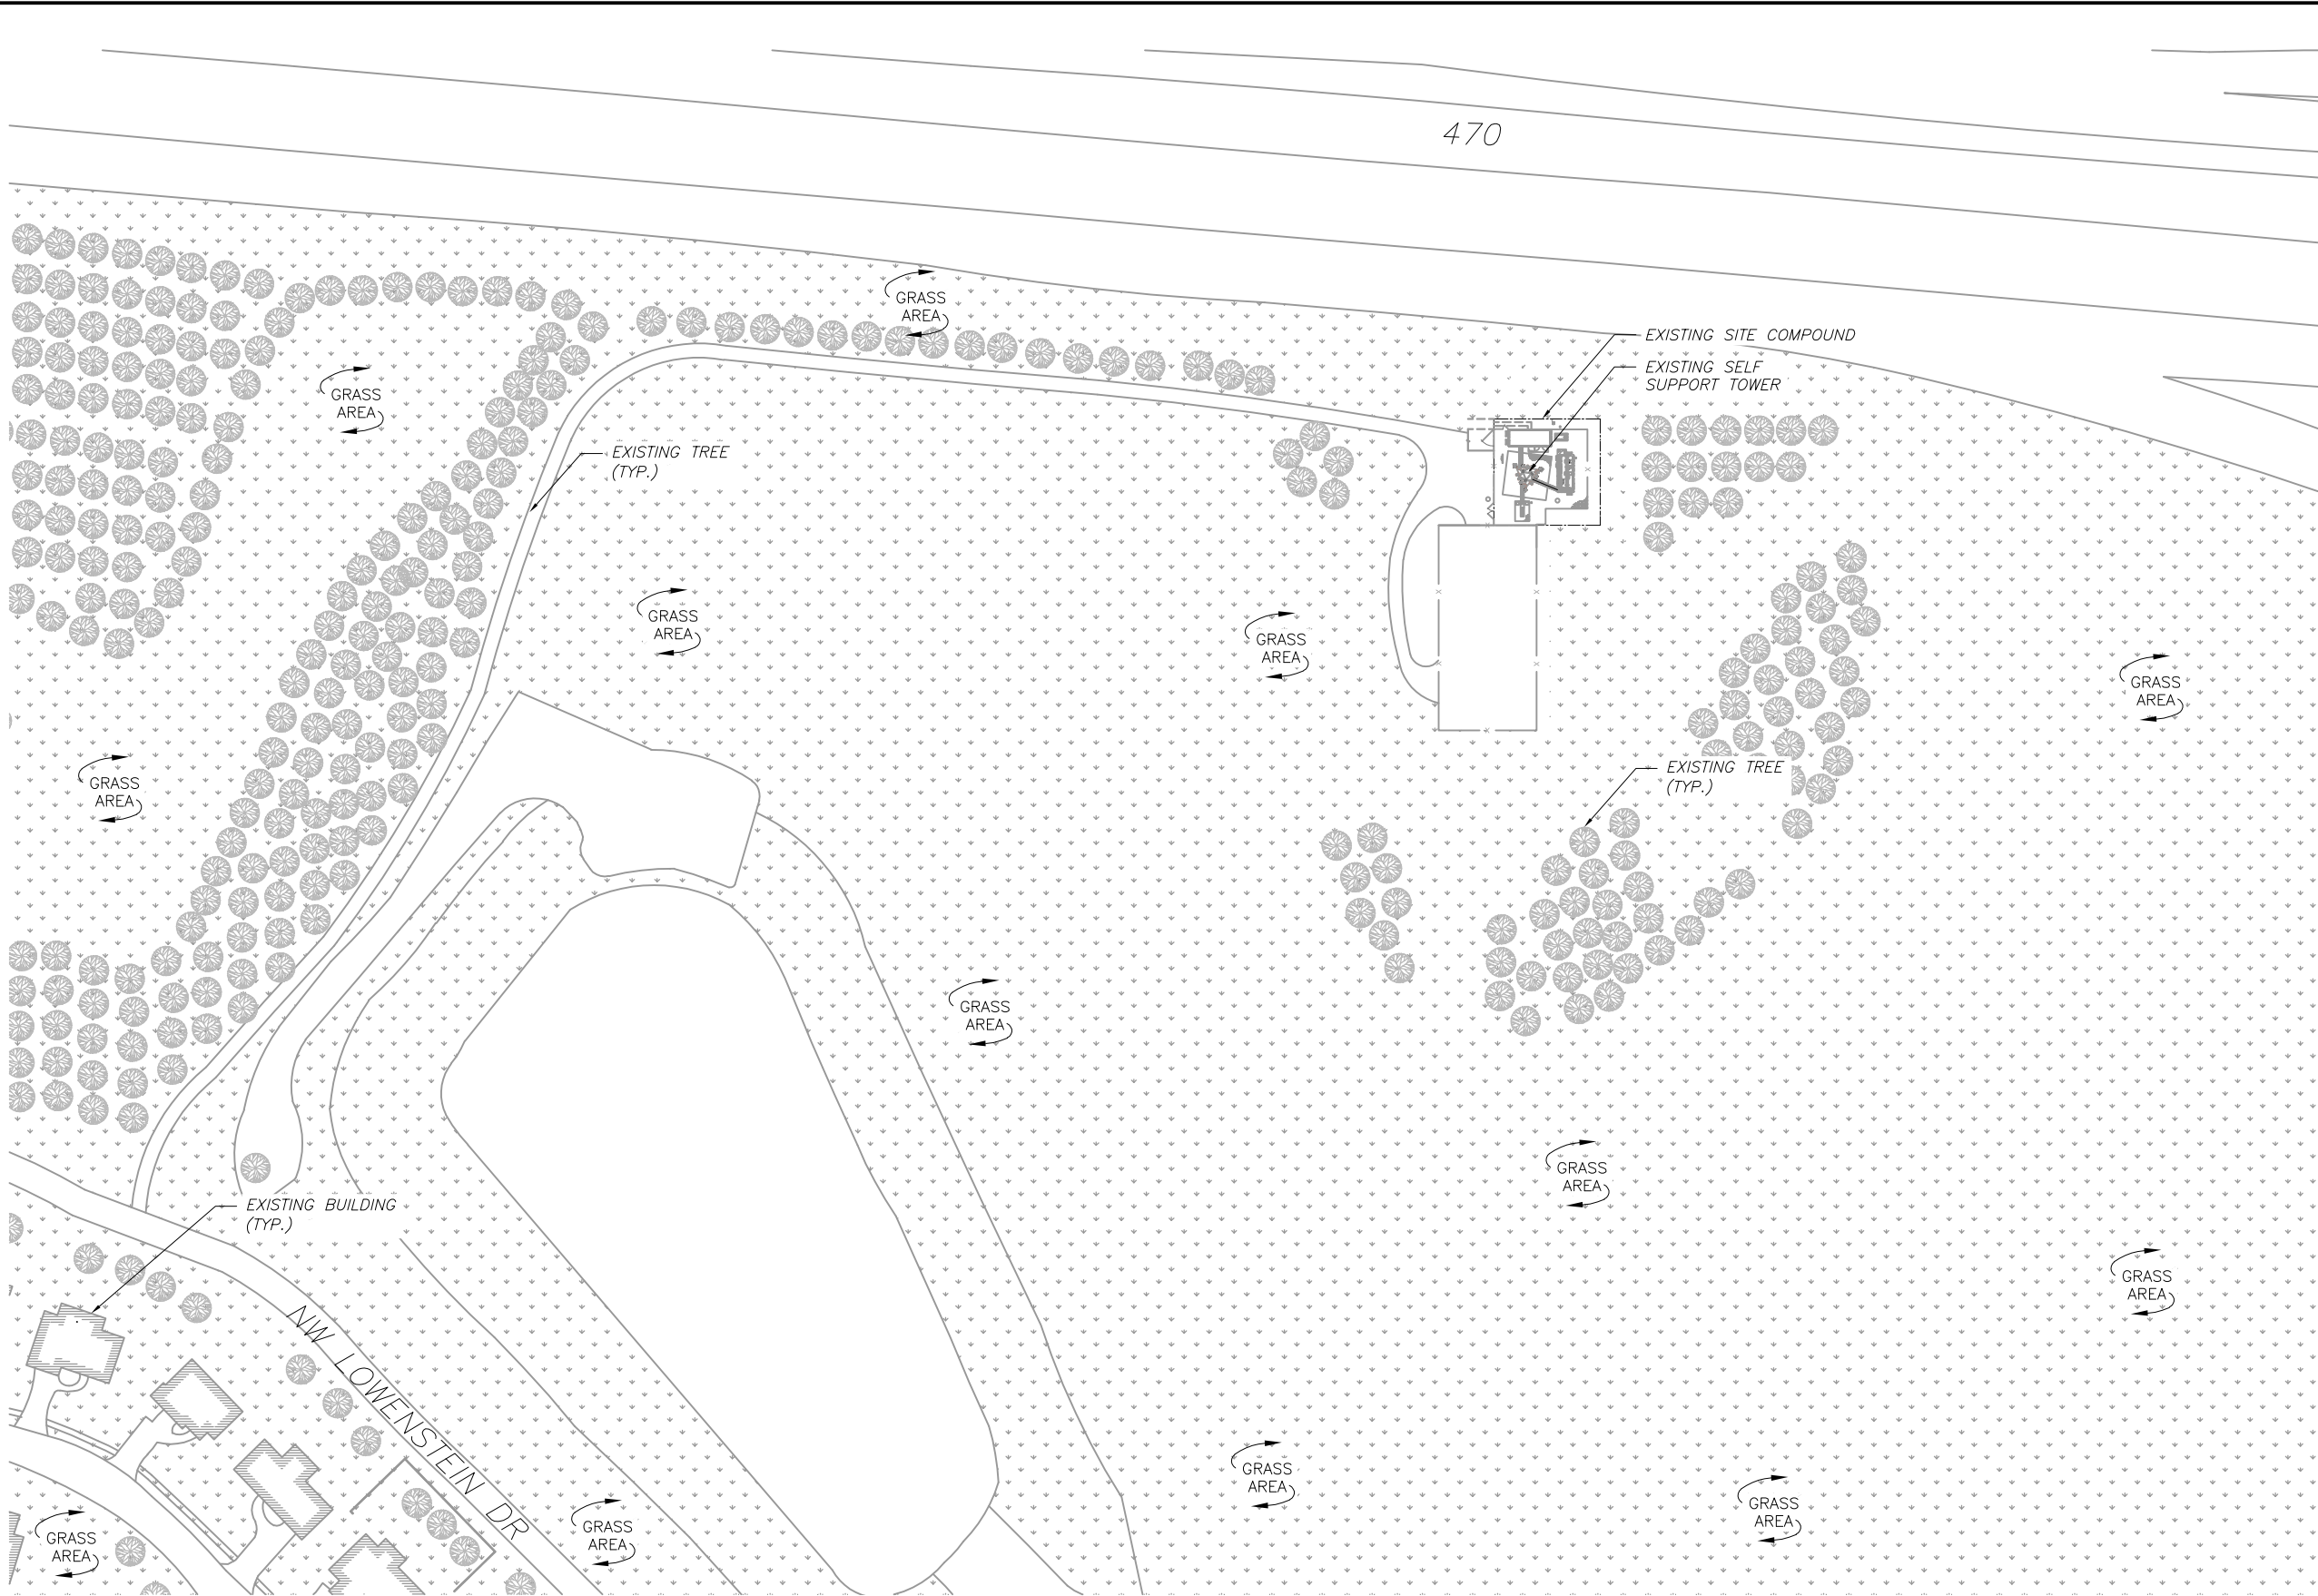 470
GRASS
AREA
EXISTING SITE COMPOUND
EXISTING SELF
SUPPORT TOWER
GRASS
AREA
EXISTING TREE
(TYP.)
GRASS
AREA
GRASS
AREA
GRASS
AREA
GRASS
AREA
EXISTING TREE
(TYP.)
GRASS
AREA
GRASS
AREA
GRASS
AREA
EXISTING BUILDING
(TYP.)
GRASS
AREA
NW LOWENSTEIN DR
GRASS
AREA
GRASS
AREA
GRASS
AREA
GRASS
AREA